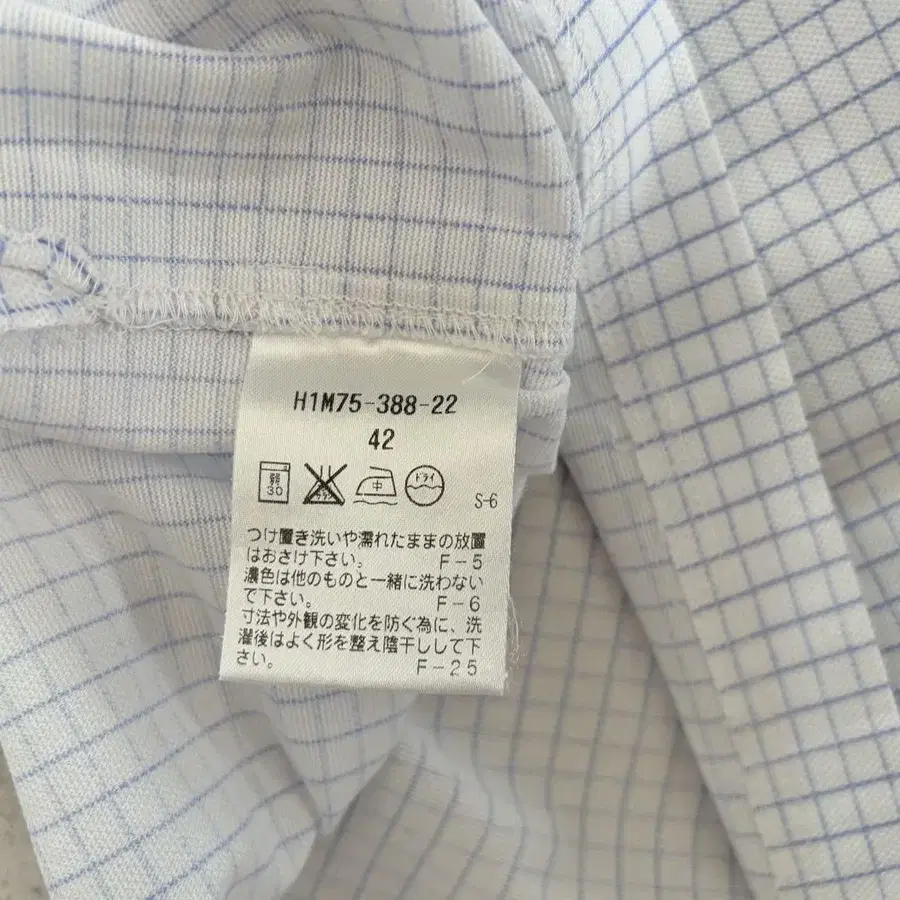 H1M75-388-22
42
弱 30 中 ドライ S-6
つけ置き洗いや濡れたままの放置
はおさけ下さい。 F-5
濃色は他のものと一緒に洗わない
で下さい。 F-6
寸法や外観の変化を防ぐ為に、洗
濯後はよく形を整え陰干しして下
さい。 F-25